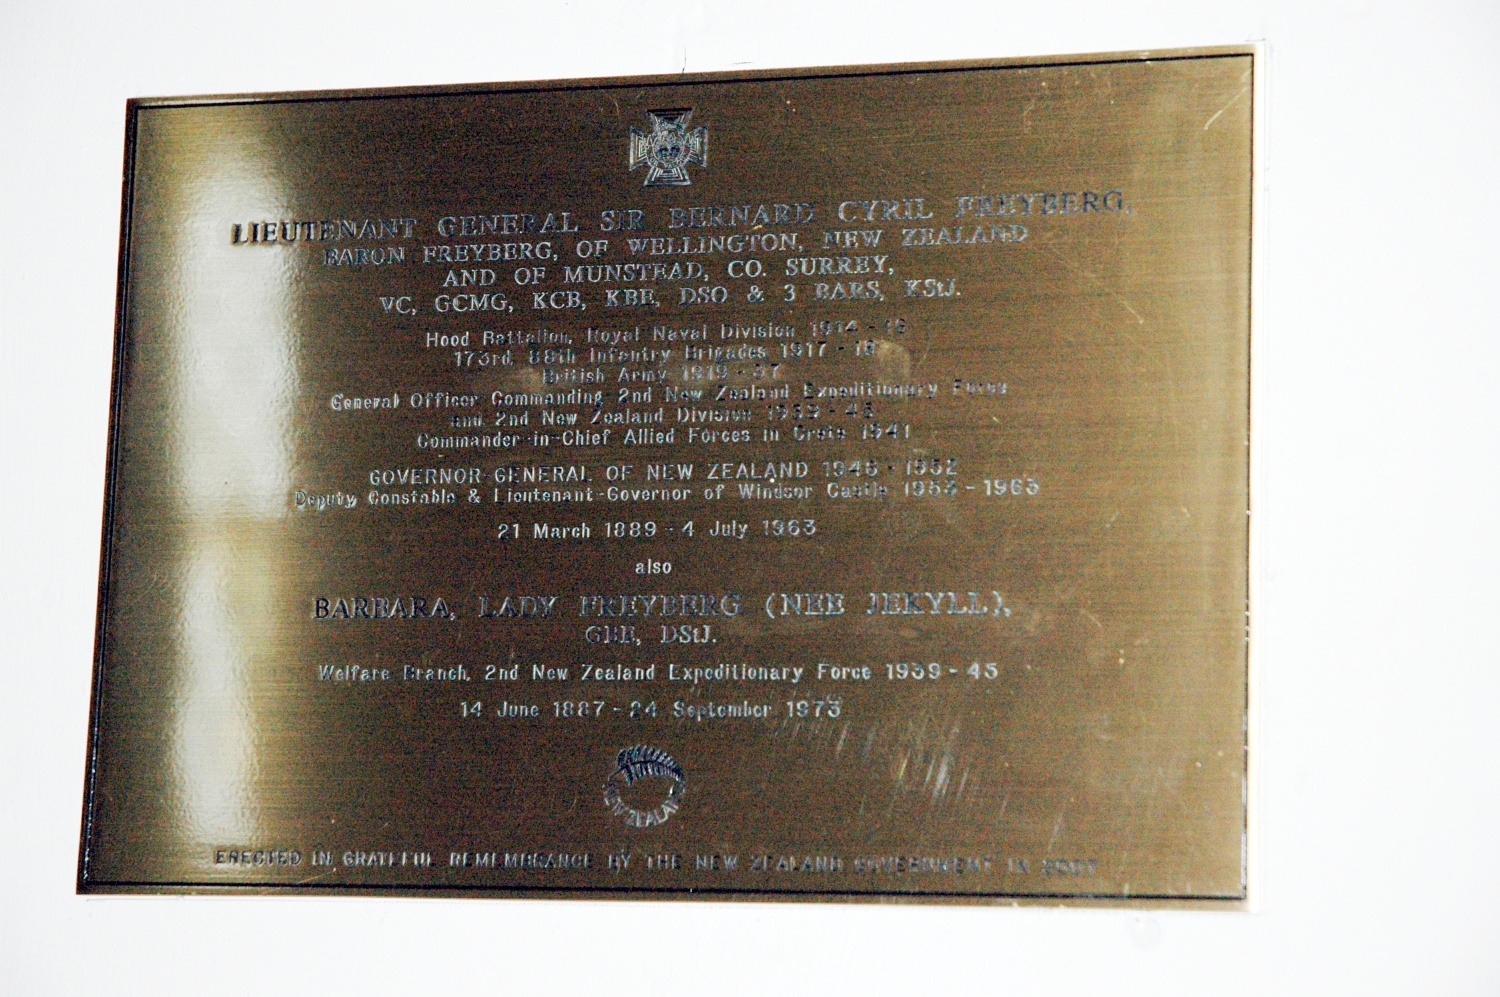 LIEUTENANT GENERAL SIR BERNARD CYRIL FREYBERG,
BARON FREYBERG, OF WELLINGTON, NEW ZEALAND
AND OF MUNSTEAD, CO. SURREY,
VC, GCMG, KCB, KBE, DSO & 3 BARS, KStJ.
Hood Battalion, Royal Naval Division 1914 - 16
173rd, 88th Infantry Brigades 1917 - 18
British Army 1919 - 37
General Officer Commanding 2nd New Zealand Expeditionary Force
and 2nd New Zealand Division 1939 - 45
Commander-in-Chief Allied Forces in Crete 1941
GOVERNOR-GENERAL OF NEW ZEALAND 1946 - 1952
Deputy Constable & Lieutenant-Governor of Windsor Castle 1953 - 1963
21 March 1889 - 4 July 1963
also
BARBARA, LADY FREYBERG (NEE JEKYLL),
GBE, DStJ.
Welfare Branch, 2nd New Zealand Expeditionary Force 1939 - 45
14 June 1887 - 24 September 1973
NEW ZEALAND
ERECTED IN GRATEFUL REMEMBRANCE BY THE NEW ZEALAND GOVERNMENT IN